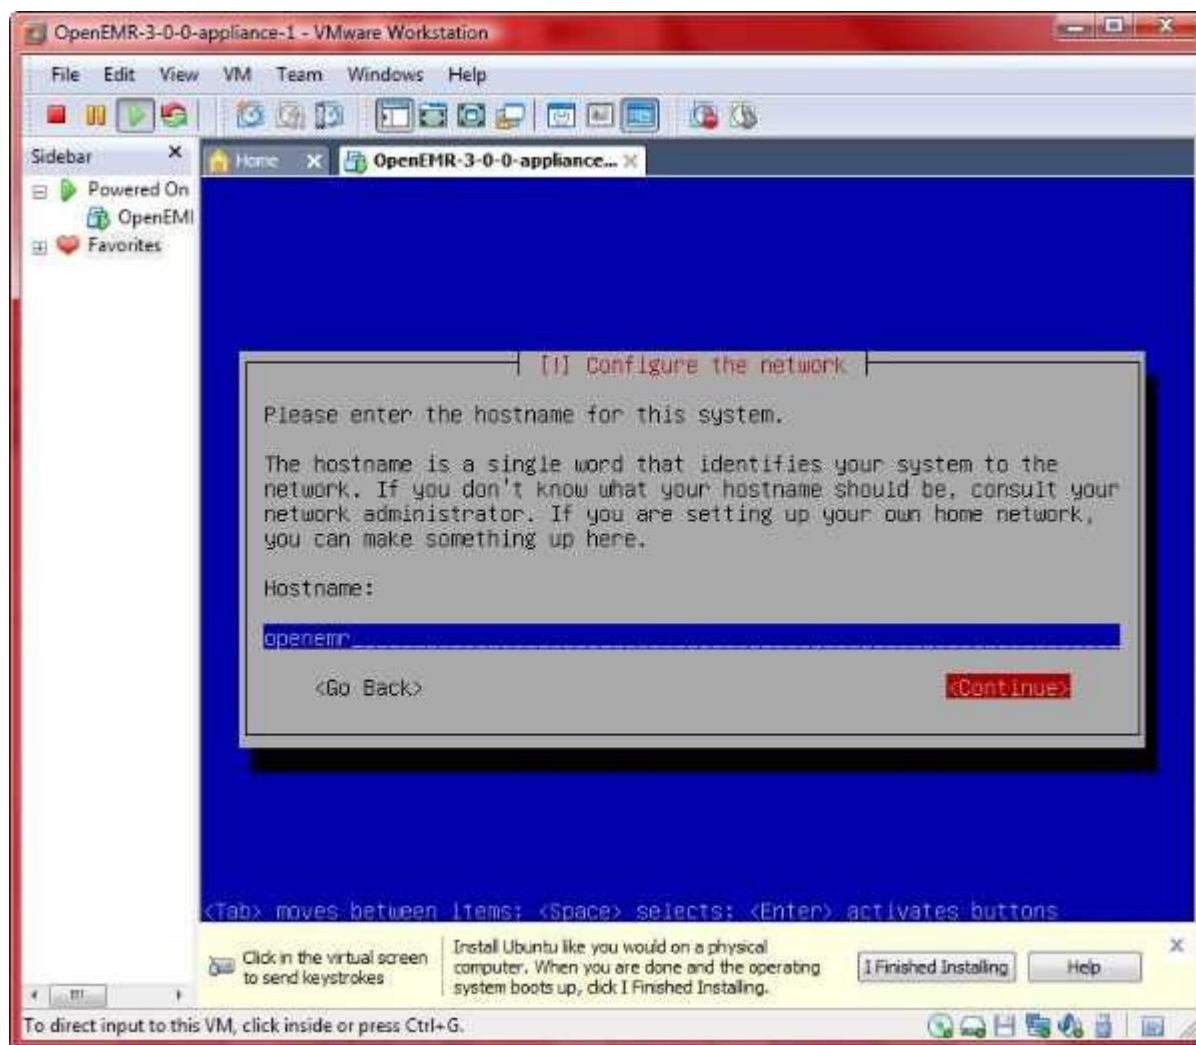 OpenEMR-3-0-0-appliance-1 - VMware Workstation
File Edit View VM Team Windows Help
Sidebar
Home
OpenEMR-3-0-0-appliance...
Powered On
OpenEMI
Favorites
[!] Configure the network
Please enter the hostname for this system.
The hostname is a single word that identifies your system to the
network. If you don't know what your hostname should be, consult your
network administrator. If you are setting up your own home network,
you can make something up here.
Hostname:
openemr
<Go Back> <Continue>
<Tab> moves between items; <Space> selects; <Enter> activates buttons
Click in the virtual screen
to send keystrokes
Install Ubuntu like you would on a physical
computer. When you are done and the operating
system boots up, click I Finished Installing.
I Finished Installing
Help
To direct input to this VM, click inside or press Ctrl+G.